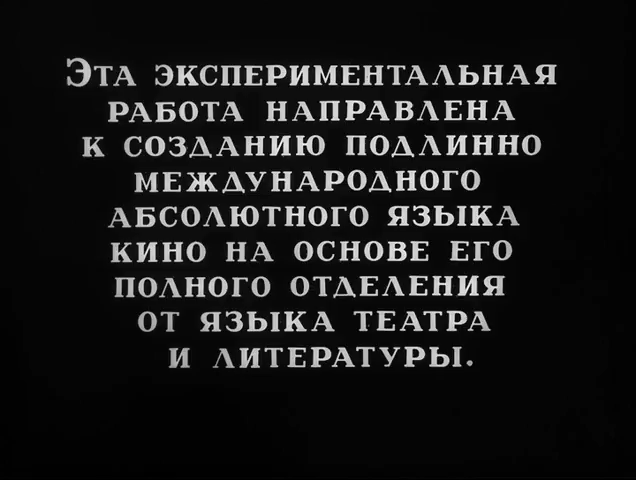 Эта экспериментальная
работа направлена
к созданию подлинно
международного
абсолютного языка
кино на основе его
полного отделения
от языка театра
и литературы.